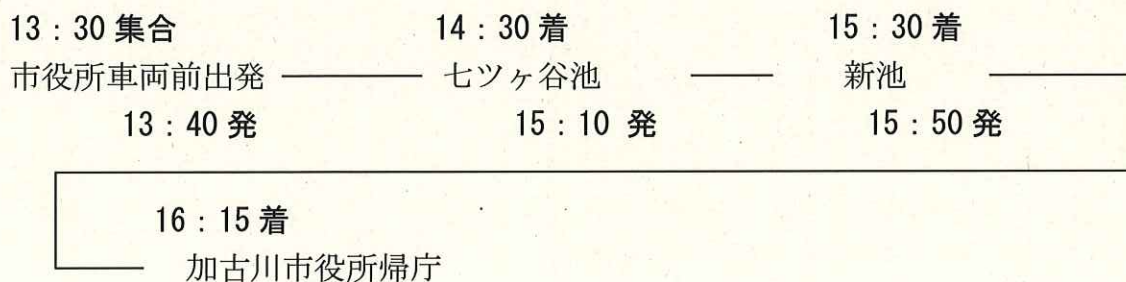 13：30 集合 14：30 着 15：30 着
市役所車両前出発 七ツヶ谷池 新池
13：40 発 15：10 発 15：50 発
16：15 着
加古川市役所帰庁